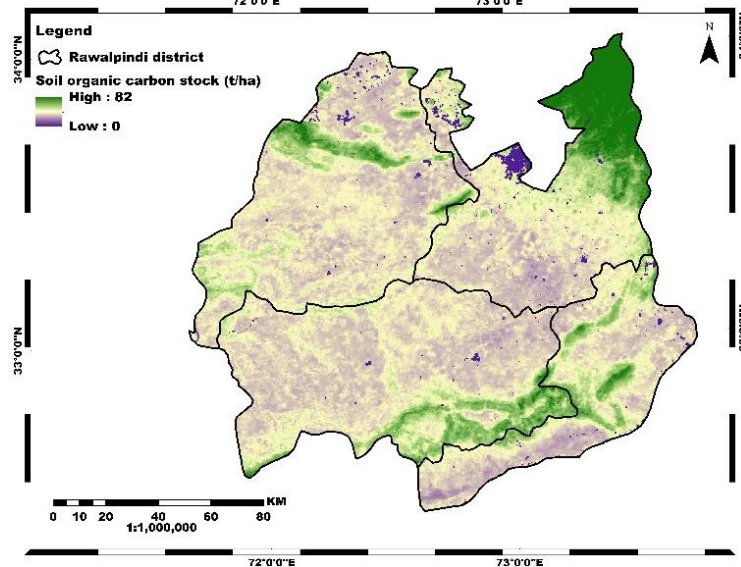 72°0'0"E
73°0'0"E
Legend
N
Rawalpindi district
Soil organic carbon stock (t/ha)
High : 82
Low : 0
34°0'0"N
33°0'0"N
0 10 20 40 60 80 KM
1:1,000,000
72°0'0"E
73°0'0"E